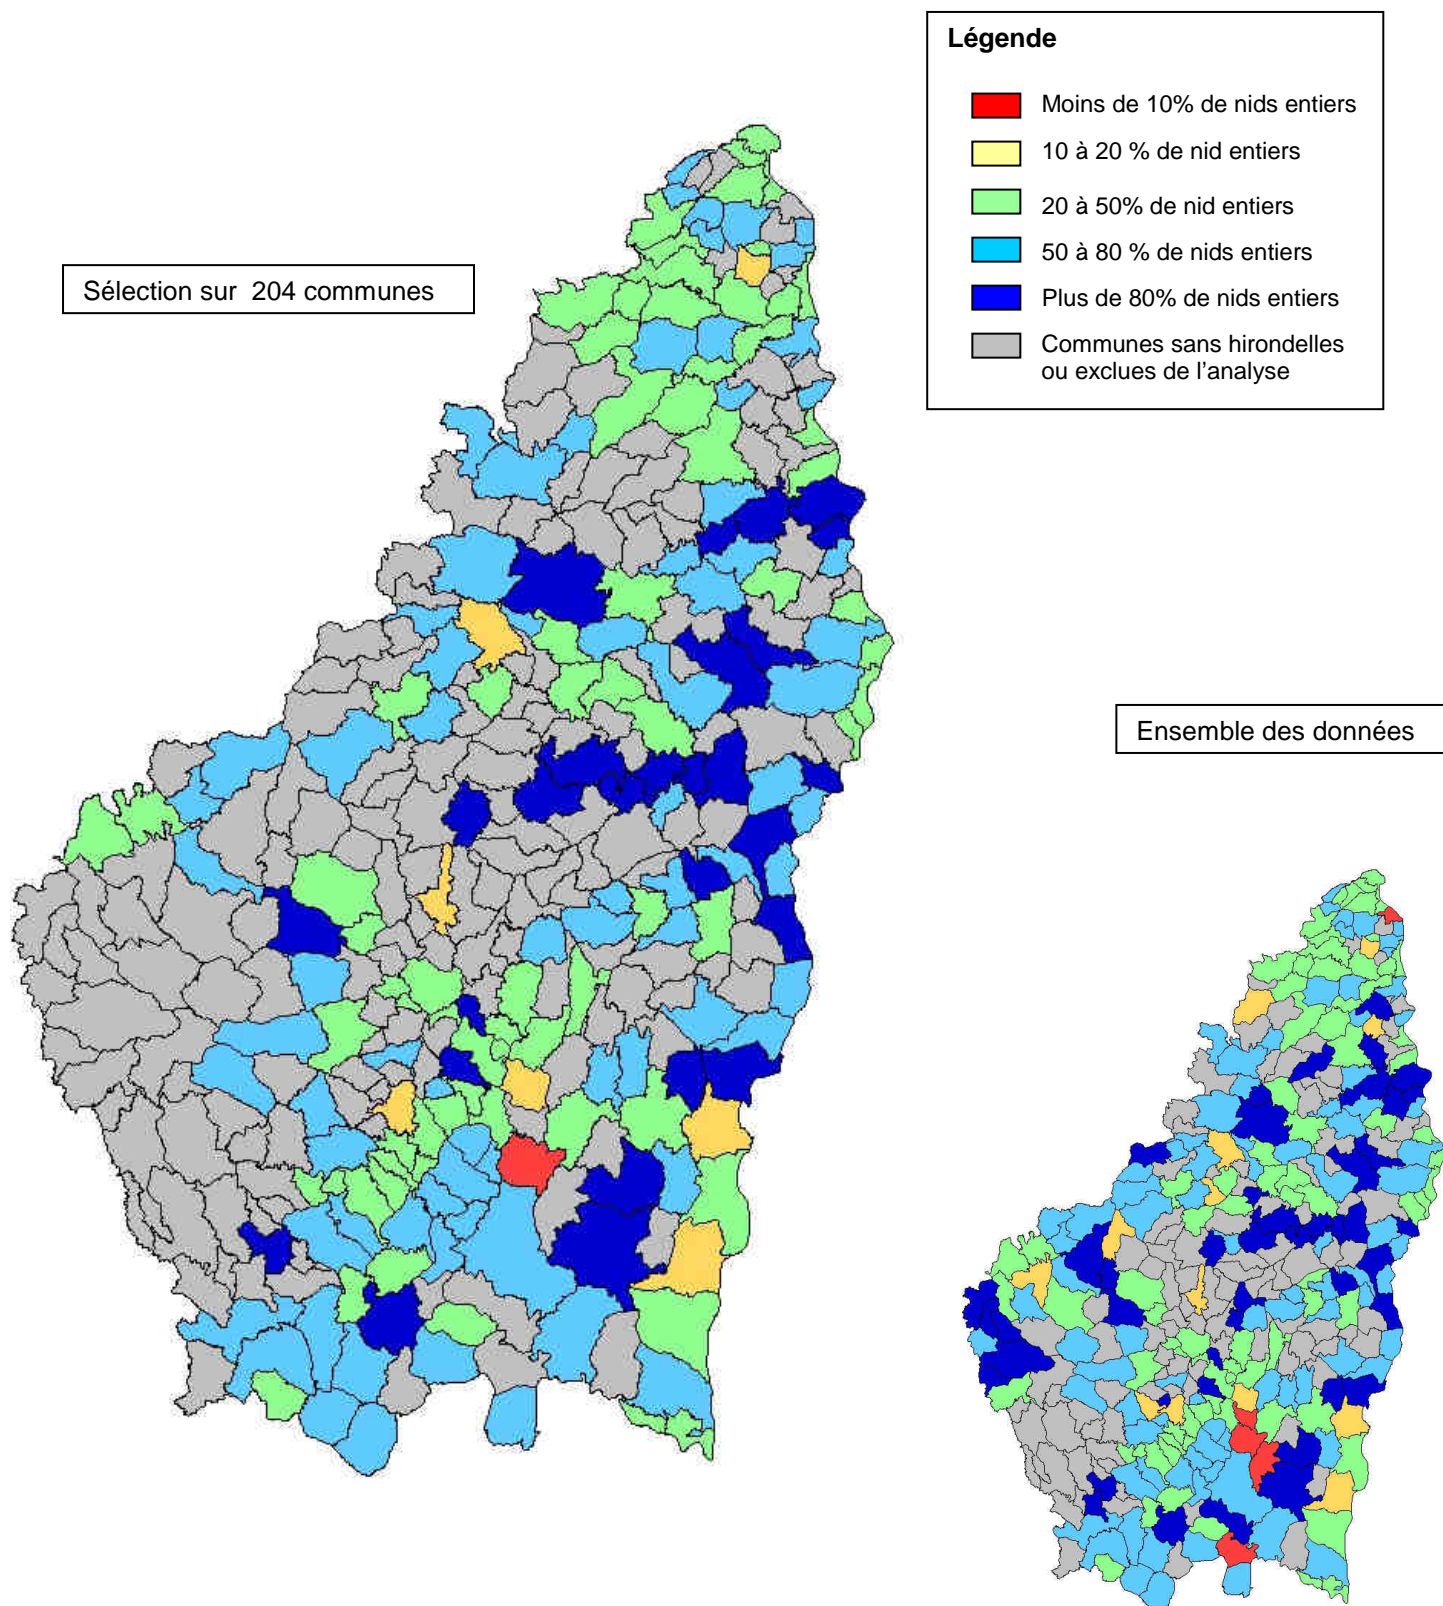 Légende
Moins de 10% de nids entiers
10 à 20 % de nid entiers
20 à 50% de nid entiers
50 à 80 % de nids entiers
Plus de 80% de nids entiers
Communes sans hirondelles
ou exclues de l'analyse
Sélection sur 204 communes
Ensemble des données